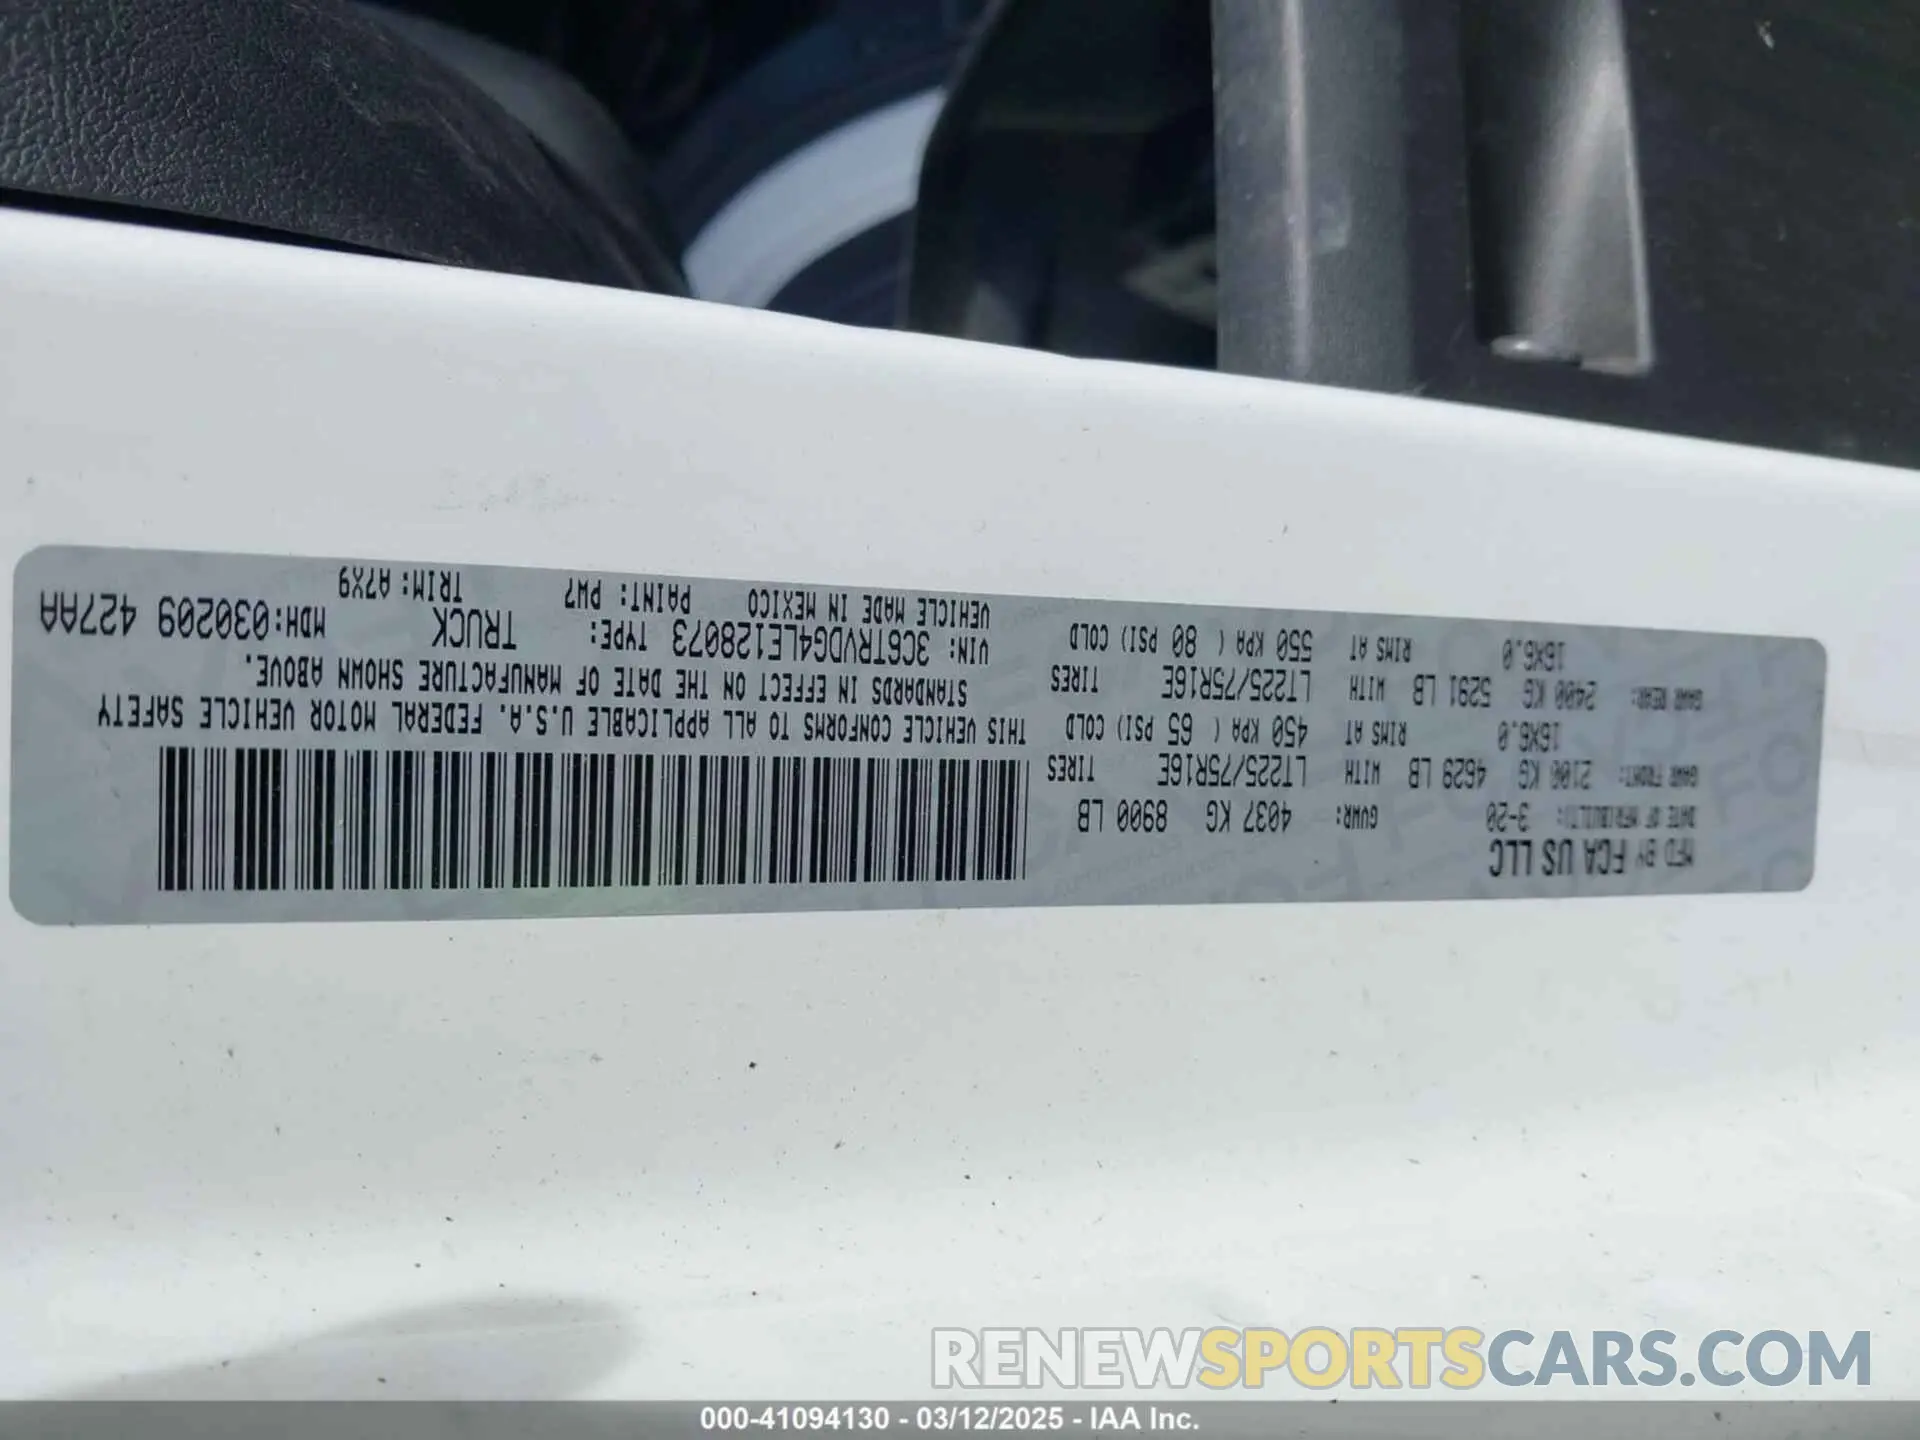 MFD BY FCA US LLC
DATE OF MFR(BUILT): 3-20 GVWR: 4037 KG 8900 LB
GAWR FRONT: 2100 KG 4629 LB WITH LT225/75R16E TIRES
16X6.0 RIMS AT 450 KPA ( 65 PSI) COLD
GAWR REAR: 2400 KG 5291 LB WITH LT225/75R16E TIRES
16X6.0 RIMS AT 550 KPA ( 80 PSI) COLD
THIS VEHICLE CONFORMS TO ALL APPLICABLE U.S.A. FEDERAL MOTOR VEHICLE SAFETY
STANDARDS IN EFFECT ON THE DATE OF MANUFACTURE SHOWN ABOVE.
VIN: 3C6TRVDG4LE128073 TYPE: TRUCK MDH:030209 427AA
VEHICLE MADE IN MEXICO PAINT: PW7 TRIM: A7X9
RENEWSPORTSCARS.COM
000-41094130 - 03/12/2025 - IAA Inc.